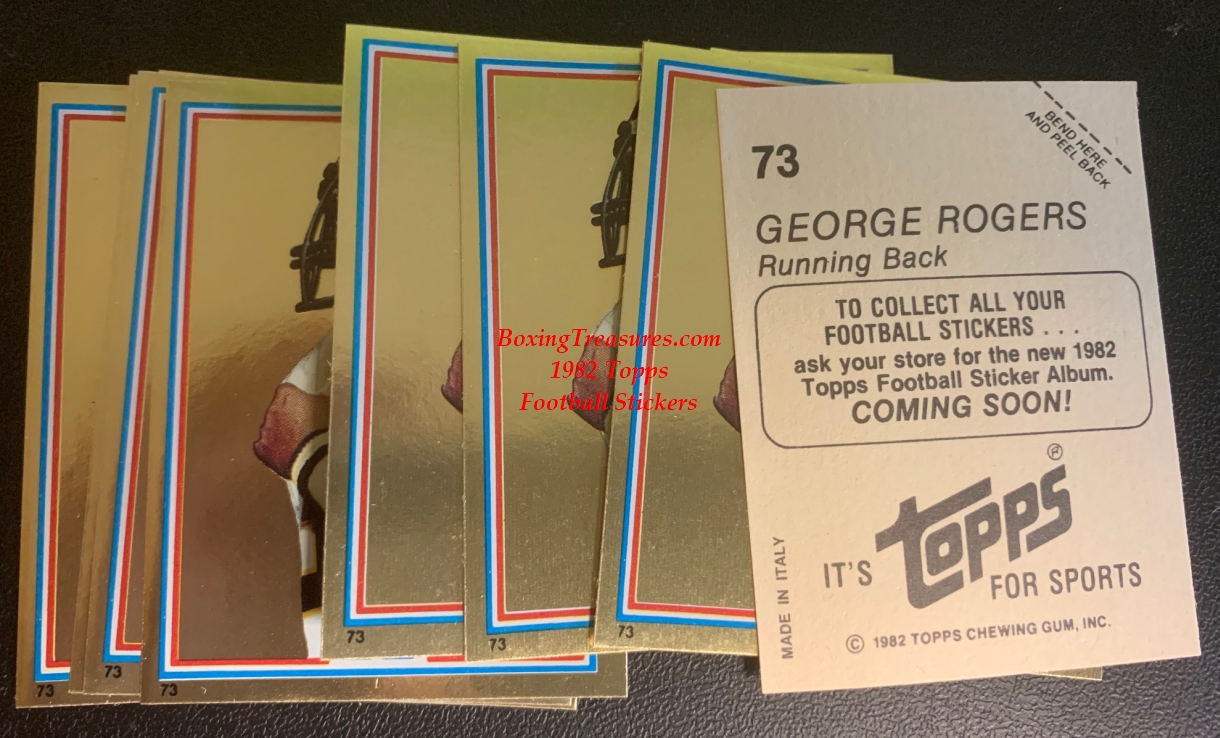 73
BEND HERE
AND PEEL BACK
GEORGE ROGERS
Running Back
TO COLLECT ALL YOUR
FOOTBALL STICKERS . . .
ask your store for the new 1982
Topps Football Sticker Album.
COMING SOON!
MADE IN ITALY
IT'S
Topps
®
FOR SPORTS
© 1982 TOPPS CHEWING GUM, INC.
BoxingTreasures.com
1982 Topps
Football Stickers
73
73
73
73
73
73